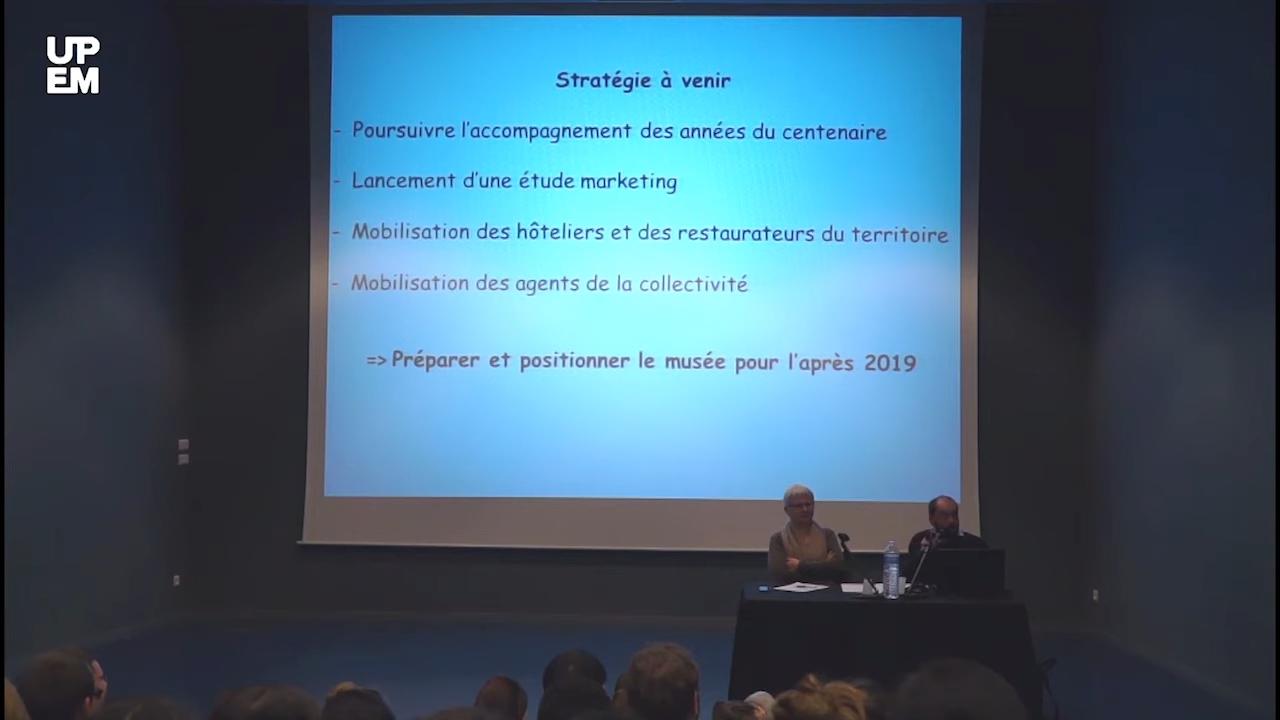 UP
EM
Stratégie à venir
- Poursuivre l'accompagnement des années du centenaire
- Lancement d'une étude marketing
- Mobilisation des hôteliers et des restaurateurs du territoire
- Mobilisation des agents de la collectivité
=> Préparer et positionner le musée pour l'après 2019